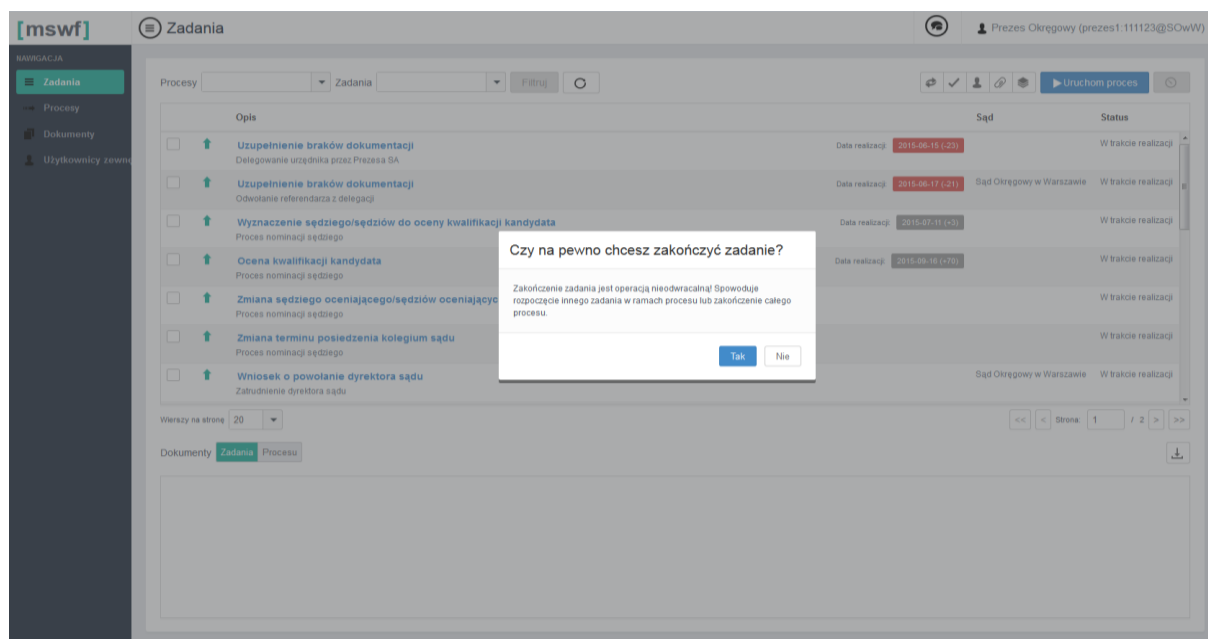 [mswf]
Zadania
Prezes Okręgowy (prezes1:111123@SOwW)
NAWIGACJA
Zadania
Procesy
Dokumenty
Użytkownicy zewnę
Procesy Zadania Filtruj Uruchom proces
Opis Sąd Status
Uzupełnienie braków dokumentacji Data realizacji: 2015-06-15 (-23) W trakcie realizacji
Delegowanie urzędnika przez Prezesa SA
Uzupełnienie braków dokumentacji Data realizacji: 2015-06-17 (-21) Sąd Okręgowy w Warszawie W trakcie realizacji
Odwołanie referendarza z delegacji
Wyznaczenie sędziego/sędziów do oceny kwalifikacji kandydata Data realizacji: 2015-07-11 (+3) W trakcie realizacji
Proces nominacji sędziego
Ocena kwalifikacji kandydata Data realizacji: 2015-09-16 (+70) W trakcie realizacji
Proces nominacji sędziego
Zmiana sędziego oceniającego/sędziów oceniającyc W trakcie realizacji
Proces nominacji sędziego
Zmiana terminu posiedzenia kolegium sądu W trakcie realizacji
Proces nominacji sędziego
Wniosek o powołanie dyrektora sądu Sąd Okręgowy w Warszawie W trakcie realizacji
Zatrudnienie dyrektora sądu
Czy na pewno chcesz zakończyć zadanie?
Zakończenie zadania jest operacją nieodwracalną! Spowoduje
rozpoczęcie innego zadania w ramach procesu lub zakończenie całego
procesu.
Tak Nie
Wierszy na stronę 20 << < Strona: 1 / 2 > >>
Dokumenty Zadania Procesu